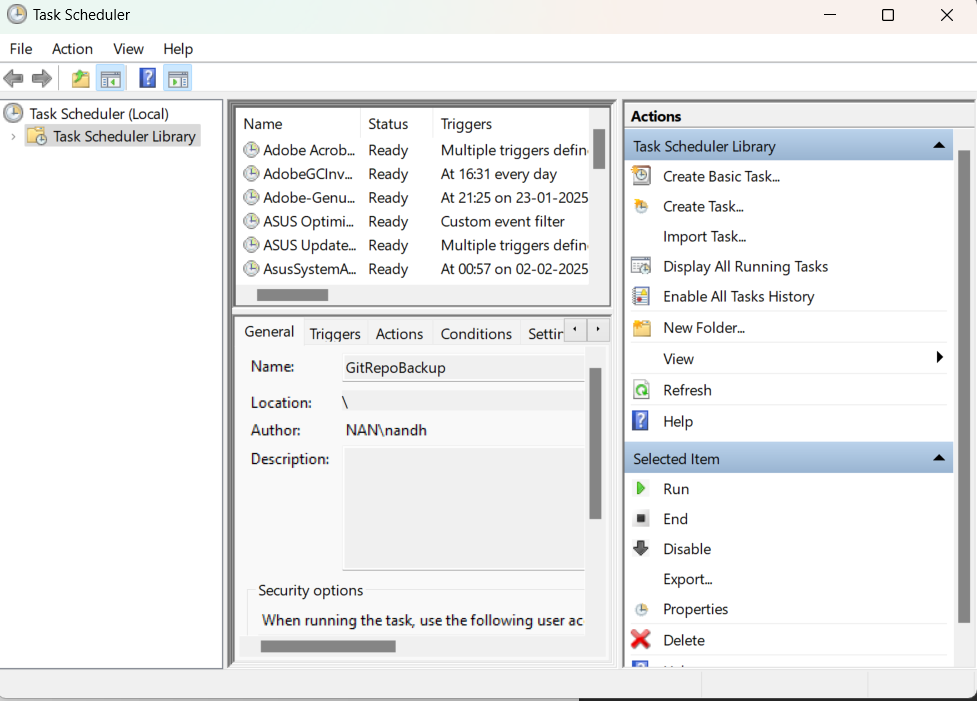 Task Scheduler
File Action View Help
Task Scheduler (Local)
Task Scheduler Library
Name Status Triggers
Adobe Acrob... Ready Multiple triggers defin
AdobeGCInv... Ready At 16:31 every day
Adobe-Genu... Ready At 21:25 on 23-01-2025
ASUS Optimi... Ready Custom event filter
ASUS Update... Ready Multiple triggers defin
AsusSystemA... Ready At 00:57 on 02-02-2025
General Triggers Actions Conditions Settin
Name: GitRepoBackup
Location: \
Author: NAN\nandh
Description:
Security options
When running the task, use the following user ac
Actions
Task Scheduler Library
Create Basic Task...
Create Task...
Import Task...
Display All Running Tasks
Enable All Tasks History
New Folder...
View
Refresh
Help
Selected Item
Run
End
Disable
Export...
Properties
Delete